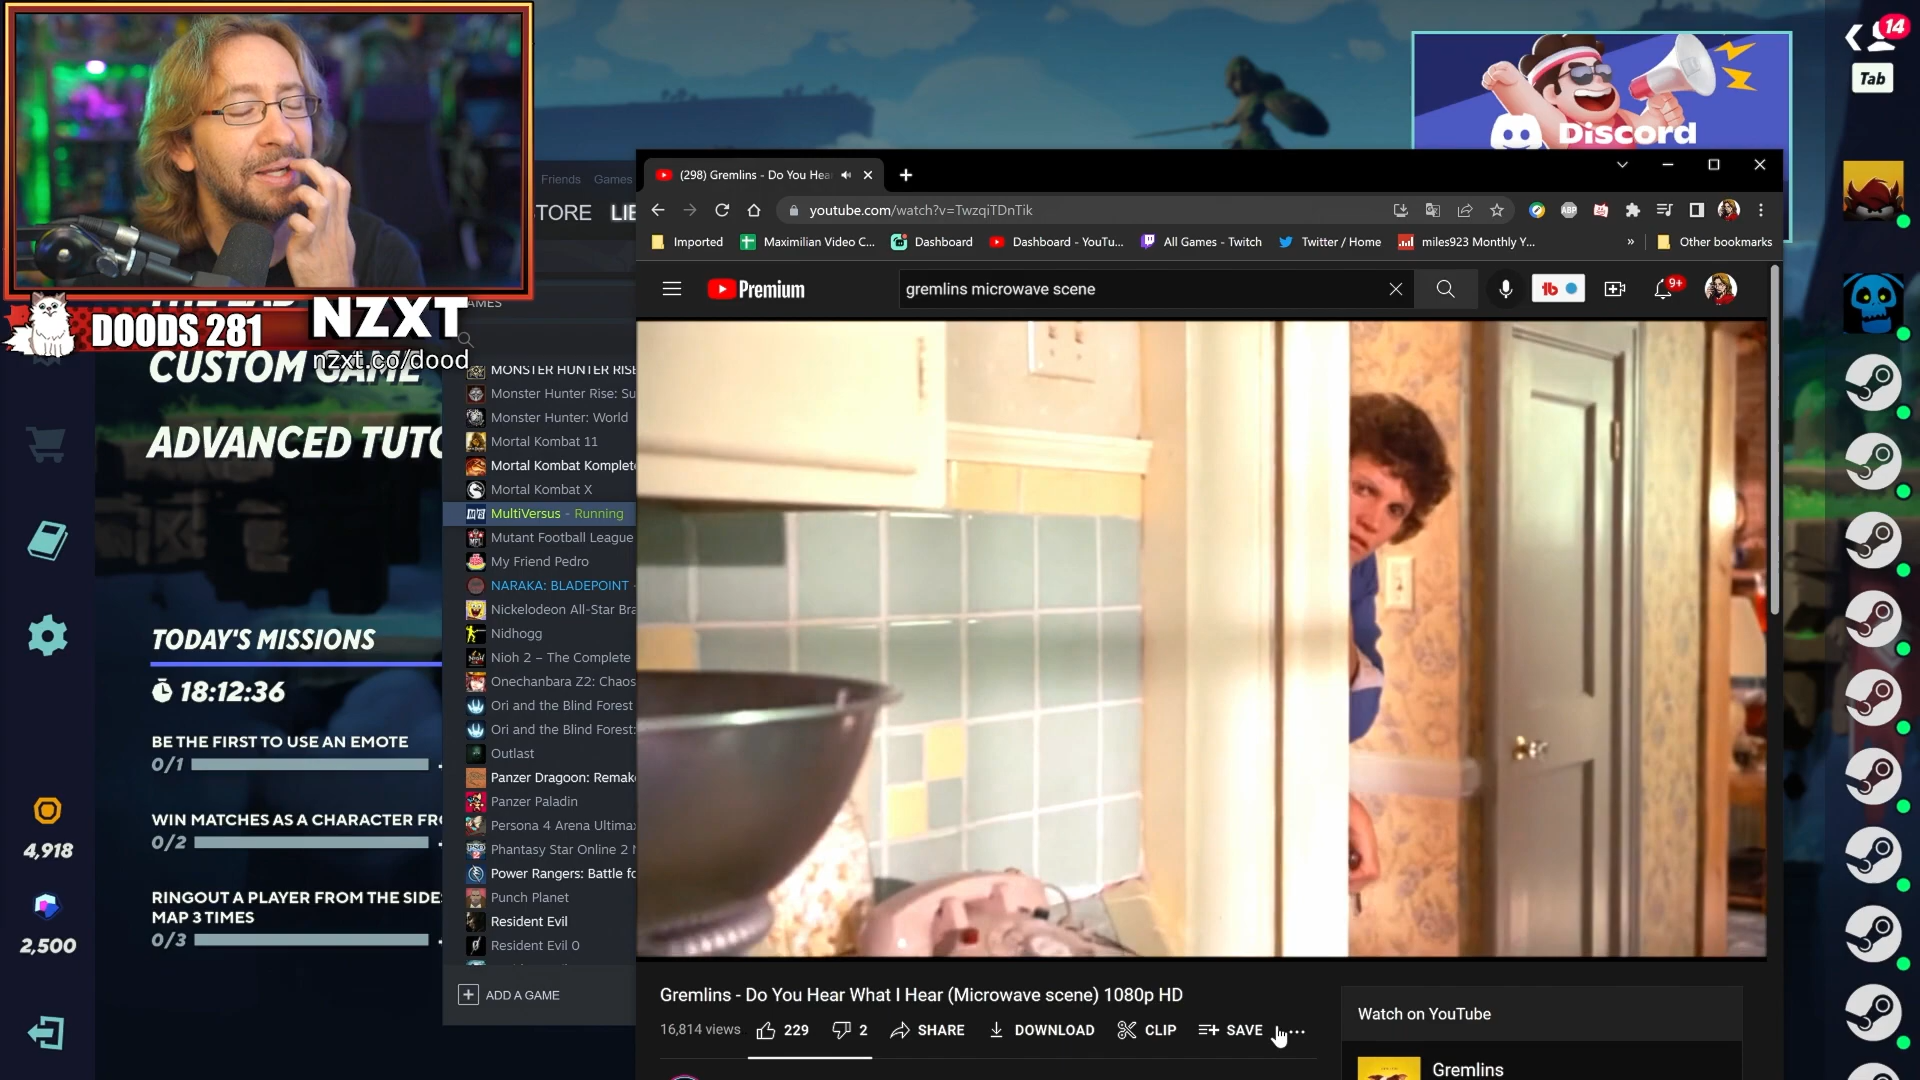 14
Tab
Discord
(298) Gremlins - Do You Hea
youtube.com/watch?v=TwzqiTDnTik
Imported
Maximilian Video C...
Dashboard
Dashboard - YouTu...
All Games - Twitch
Twitter / Home
miles923 Monthly Y...
»
Other bookmarks
Premium
gremlins microwave scene
9+
Friends
Games
STORE
DOODS 281
NZXT
nzxt.co/dood
CUSTOM GAME
ADVANCED TUTO
TODAY'S MISSIONS
18:12:36
BE THE FIRST TO USE AN EMOTE
0/1
WIN MATCHES AS A CHARACTER FRO
0/2
RINGOUT A PLAYER FROM THE SIDE
MAP 3 TIMES
0/3
4,918
2,500
MONSTER HUNTER RISE
Monster Hunter Rise: Su
Monster Hunter: World
Mortal Kombat 11
Mortal Kombat Komplete
Mortal Kombat X
MultiVersus - Running
Mutant Football League
My Friend Pedro
NARAKA: BLADEPOINT -
Nickelodeon All-Star Bra
Nidhogg
Nioh 2 – The Complete
Onechanbara Z2: Chaos
Ori and the Blind Forest
Ori and the Blind Forest:
Outlast
Panzer Dragoon: Remake
Panzer Paladin
Persona 4 Arena Ultimax
Phantasy Star Online 2 N
Power Rangers: Battle fo
Punch Planet
Resident Evil
Resident Evil 0
ADD A GAME
Gremlins - Do You Hear What I Hear (Microwave scene) 1080p HD
16,814 views
229
2
SHARE
DOWNLOAD
CLIP
SAVE
Watch on YouTube
Gremlins